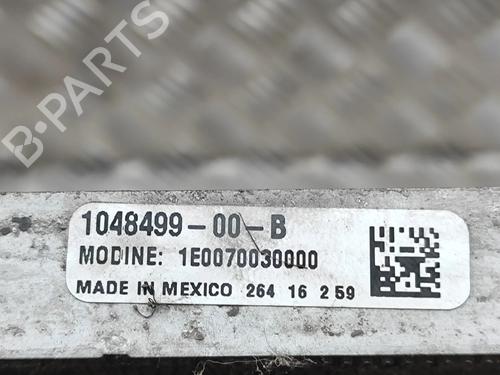 B-PARTS
1048499-00-B
MODINE: 1E0070030000
MADE IN MEXICO 264 16 2 59